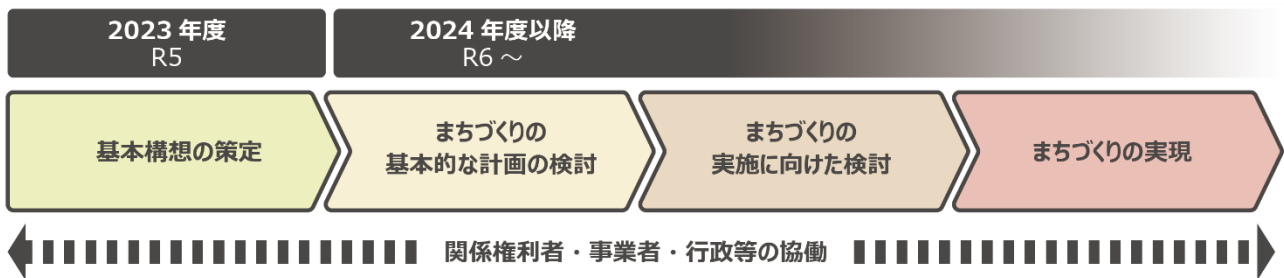 2023 年度
R5
2024 年度以降
R6 ～
基本構想の策定
まちづくりの
基本的な計画の検討
まちづくりの
実施に向けた検討
まちづくりの実現
関係権利者・事業者・行政等の協働